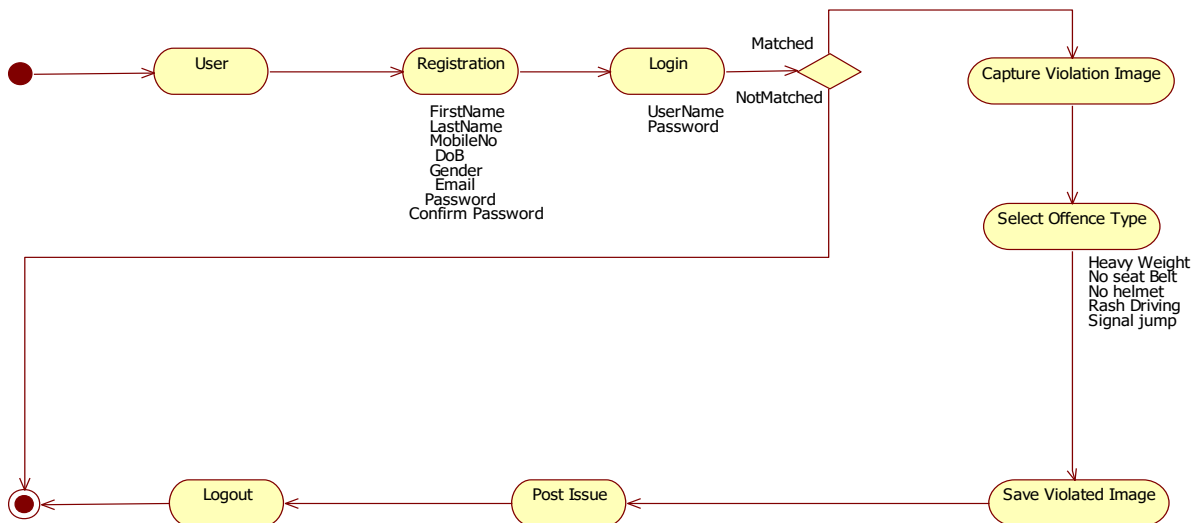 User
Registration
FirstName
LastName
MobileNo
DoB
Gender
Email
Password
Confirm Password
Login
UserName
Password
Matched
NotMatched
Capture Violation Image
Select Offence Type
Heavy Weight
No seat Belt
No helmet
Rash Driving
Signal jump
Save Violated Image
Post Issue
Logout